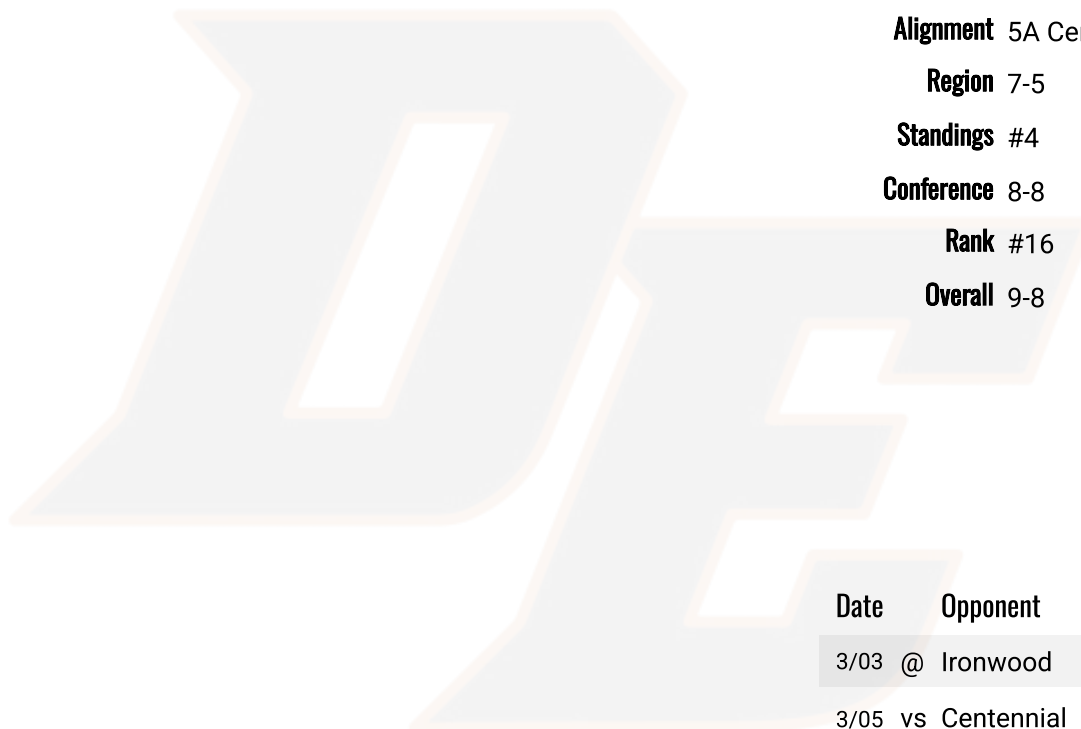 DE
Alignment 5A
Region 7-5
Standings #4
Conference 8-8
Rank #16
Overall 9-8
Date Opponent
3/03 @ Ironwood
3/05 vs Centennial